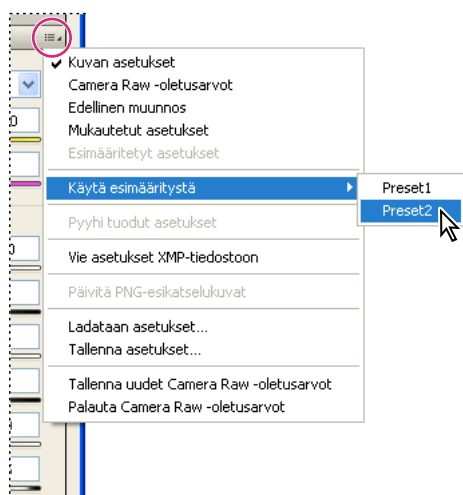 Kuvan asetukset
Camera Raw -oletusarvot
Edellinen muunnos
Mukautetut asetukset
Esimääritetyt asetukset
Käytä esimääritystä
Preset1
Preset2
Pyyhi tuodut asetukset
Vie asetukset XMP-tiedostoon
Päivitä PNG-esikatselukuvat
Ladataan asetukset...
Tallenna asetukset...
Tallenna uudet Camera Raw -oletusarvot
Palauta Camera Raw -oletusarvot